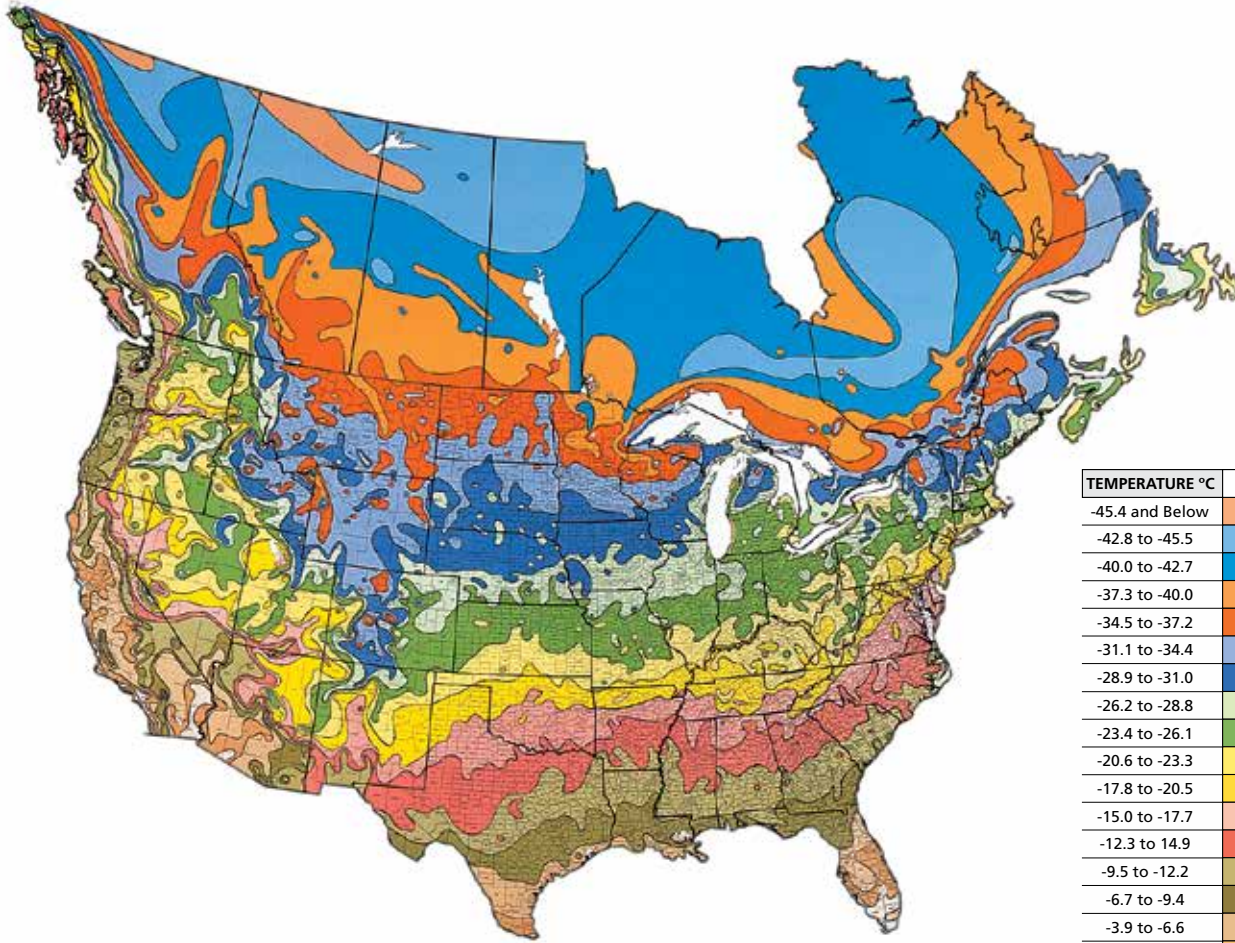 TEMPERATURE ºC
-45.4 and Below
-42.8 to -45.5
-40.0 to -42.7
-37.3 to -40.0
-34.5 to -37.2
-31.1 to -34.4
-28.9 to -31.0
-26.2 to -28.8
-23.4 to -26.1
-20.6 to -23.3
-17.8 to -20.5
-15.0 to -17.7
-12.3 to 14.9
-9.5 to -12.2
-6.7 to -9.4
-3.9 to -6.6